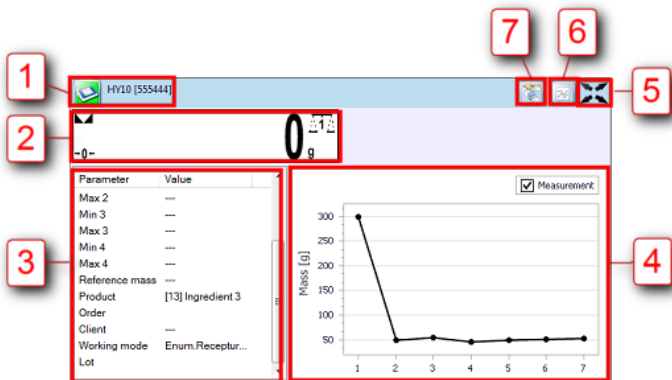 7
6
1
HY10 [555444]
5
2
-0-
0
1
g
Parameter Value
Max 2 ---
Min 3 ---
Max 3 ---
Min 4 ---
Max 4 ---
Reference mass ---
Product [13] Ingredient 3
Order
Client ---
Working mode Enum.Receptur...
Lot
3
Measurement
Mass [g]
300
250
200
150
100
50
1 2 3 4 5 6 7
4